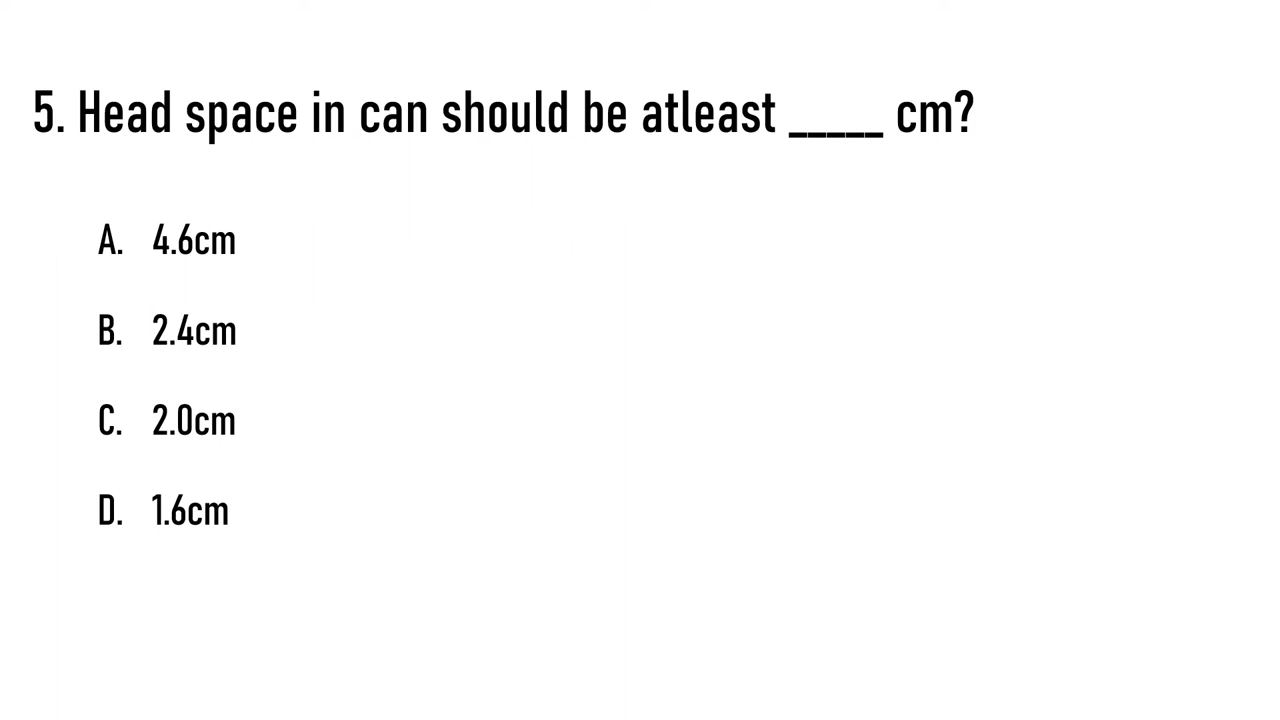 5. Head space in can should be atleast _____ cm?
A. 4.6cm
B. 2.4cm
C. 2.0cm
D. 1.6cm